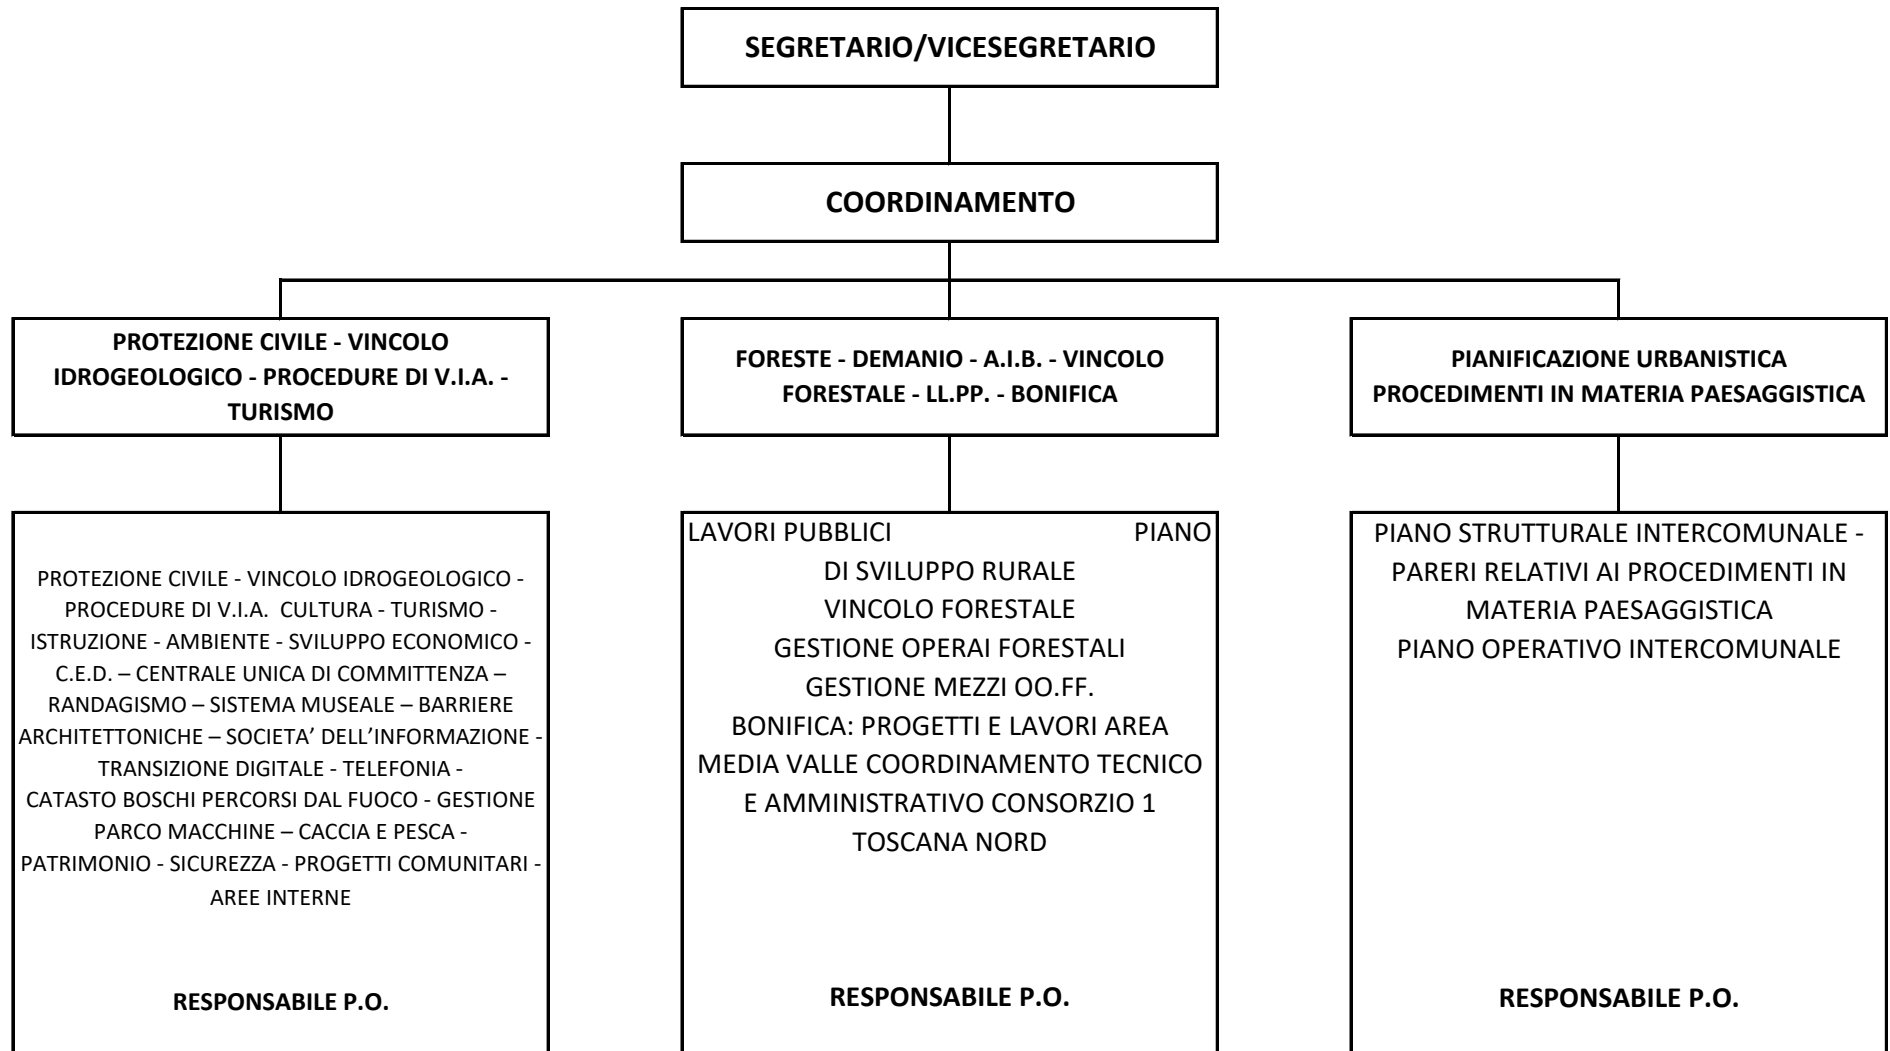 SEGRETARIO/VICESEGRETARIO
COORDINAMENTO
PROTEZIONE CIVILE - VINCOLO
IDROGEOLOGICO - PROCEDURE DI V.I.A. -
TURISMO
FORESTE - DEMANIO - A.I.B. - VINCOLO
FORESTALE - LL.PP. - BONIFICA
PIANIFICAZIONE URBANISTICA
PROCEDIMENTI IN MATERIA PAESAGGISTICA
PROTEZIONE CIVILE - VINCOLO IDROGEOLOGICO -
PROCEDURE DI V.I.A. CULTURA - TURISMO -
ISTRUZIONE - AMBIENTE - SVILUPPO ECONOMICO -
C.E.D. – CENTRALE UNICA DI COMMITTENZA –
RANDAGISMO – SISTEMA MUSEALE – BARRIERE
ARCHITETTONICHE – SOCIETA’ DELL’INFORMAZIONE -
TRANSIZIONE DIGITALE - TELEFONIA -
CATASTO BOSCHI PERCORSI DAL FUOCO - GESTIONE
PARCO MACCHINE – CACCIA E PESCA -
PATRIMONIO - SICUREZZA - PROGETTI COMUNITARI -
AREE INTERNE
RESPONSABILE P.O.
LAVORI PUBBLICI PIANO
DI SVILUPPO RURALE
VINCOLO FORESTALE
GESTIONE OPERAI FORESTALI
GESTIONE MEZZI OO.FF.
BONIFICA: PROGETTI E LAVORI AREA
MEDIA VALLE COORDINAMENTO TECNICO
E AMMINISTRATIVO CONSORZIO 1
TOSCANA NORD
RESPONSABILE P.O.
PIANO STRUTTURALE INTERCOMUNALE -
PARERI RELATIVI AI PROCEDIMENTI IN
MATERIA PAESAGGISTICA
PIANO OPERATIVO INTERCOMUNALE
RESPONSABILE P.O.